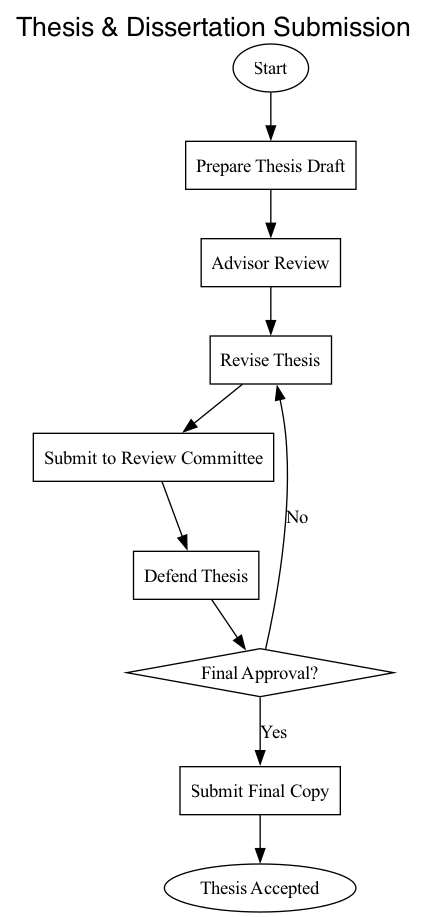 Thesis & Dissertation Submission
Start
Prepare Thesis Draft
Advisor Review
Revise Thesis
Submit to Review Committee
No
Defend Thesis
Final Approval?
Yes
Submit Final Copy
Thesis Accepted